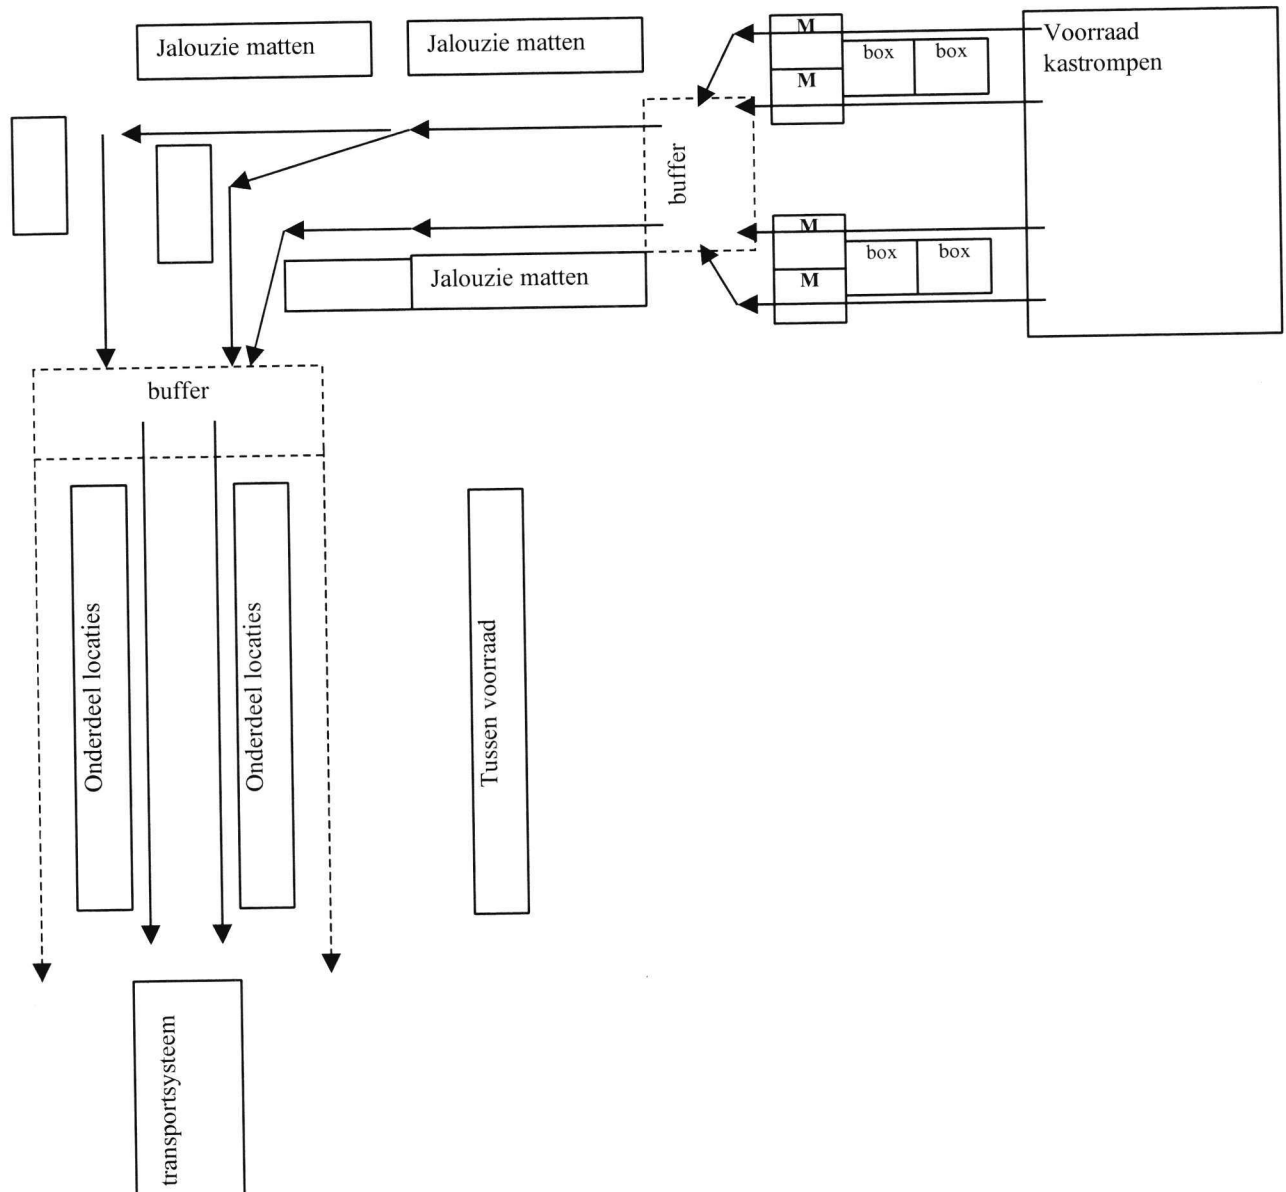 Jalouzie matten
Jalouzie matten
M
box
box
M
Voorraad
kastrompen
buffer
M
box
box
M
Jalouzie matten
buffer
Onderdeel locaties
Onderdeel locaties
Tussen voorraad
transportsysteem